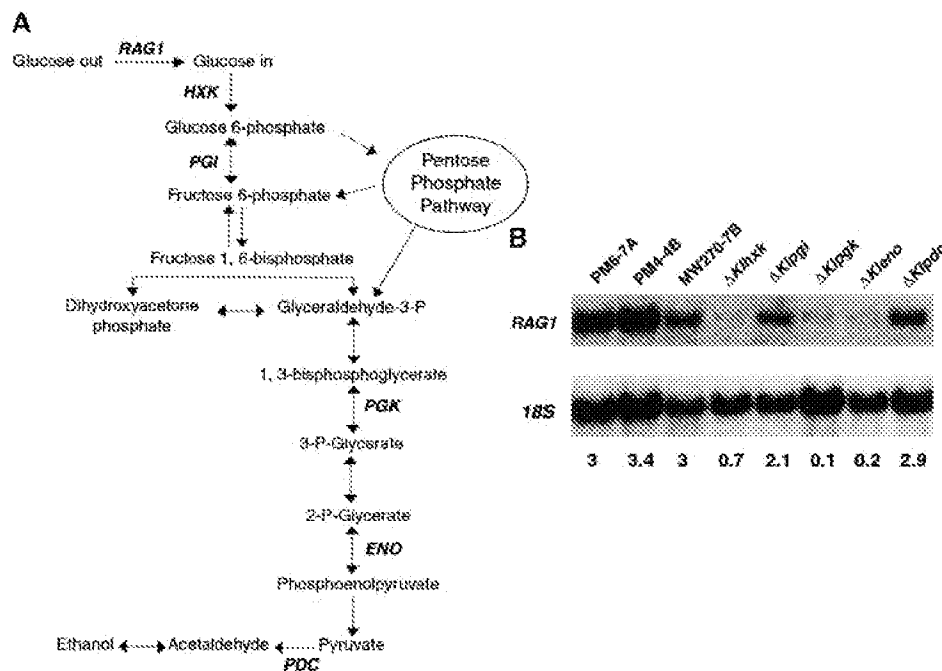 A
RAG1
Glucose out
Glucose in
HXK
Glucose 6-phosphate
PGI
Pentose
Phosphate
Pathway
Fructose 6-phosphate
Fructose 1, 6-bisphosphate
Dihydroxyacetone
phosphate
Glyceraldehyde-3-P
1, 3-bisphosphoglycerate
PGK
3-P-Glycerate
2-P-Glycerate
ENO
Phosphoenolpyruvate
Ethanol
Acetaldehyde
Pyruvate
PDC
B
PM6-7A
PM4-4B
MW270-7B
ΔKlhxk
ΔKlpgi
ΔKlpgk
ΔKleno
ΔKlpdc
RAG1
18S
3 3.4 3 0.7 2.1 0.1 0.2 2.9